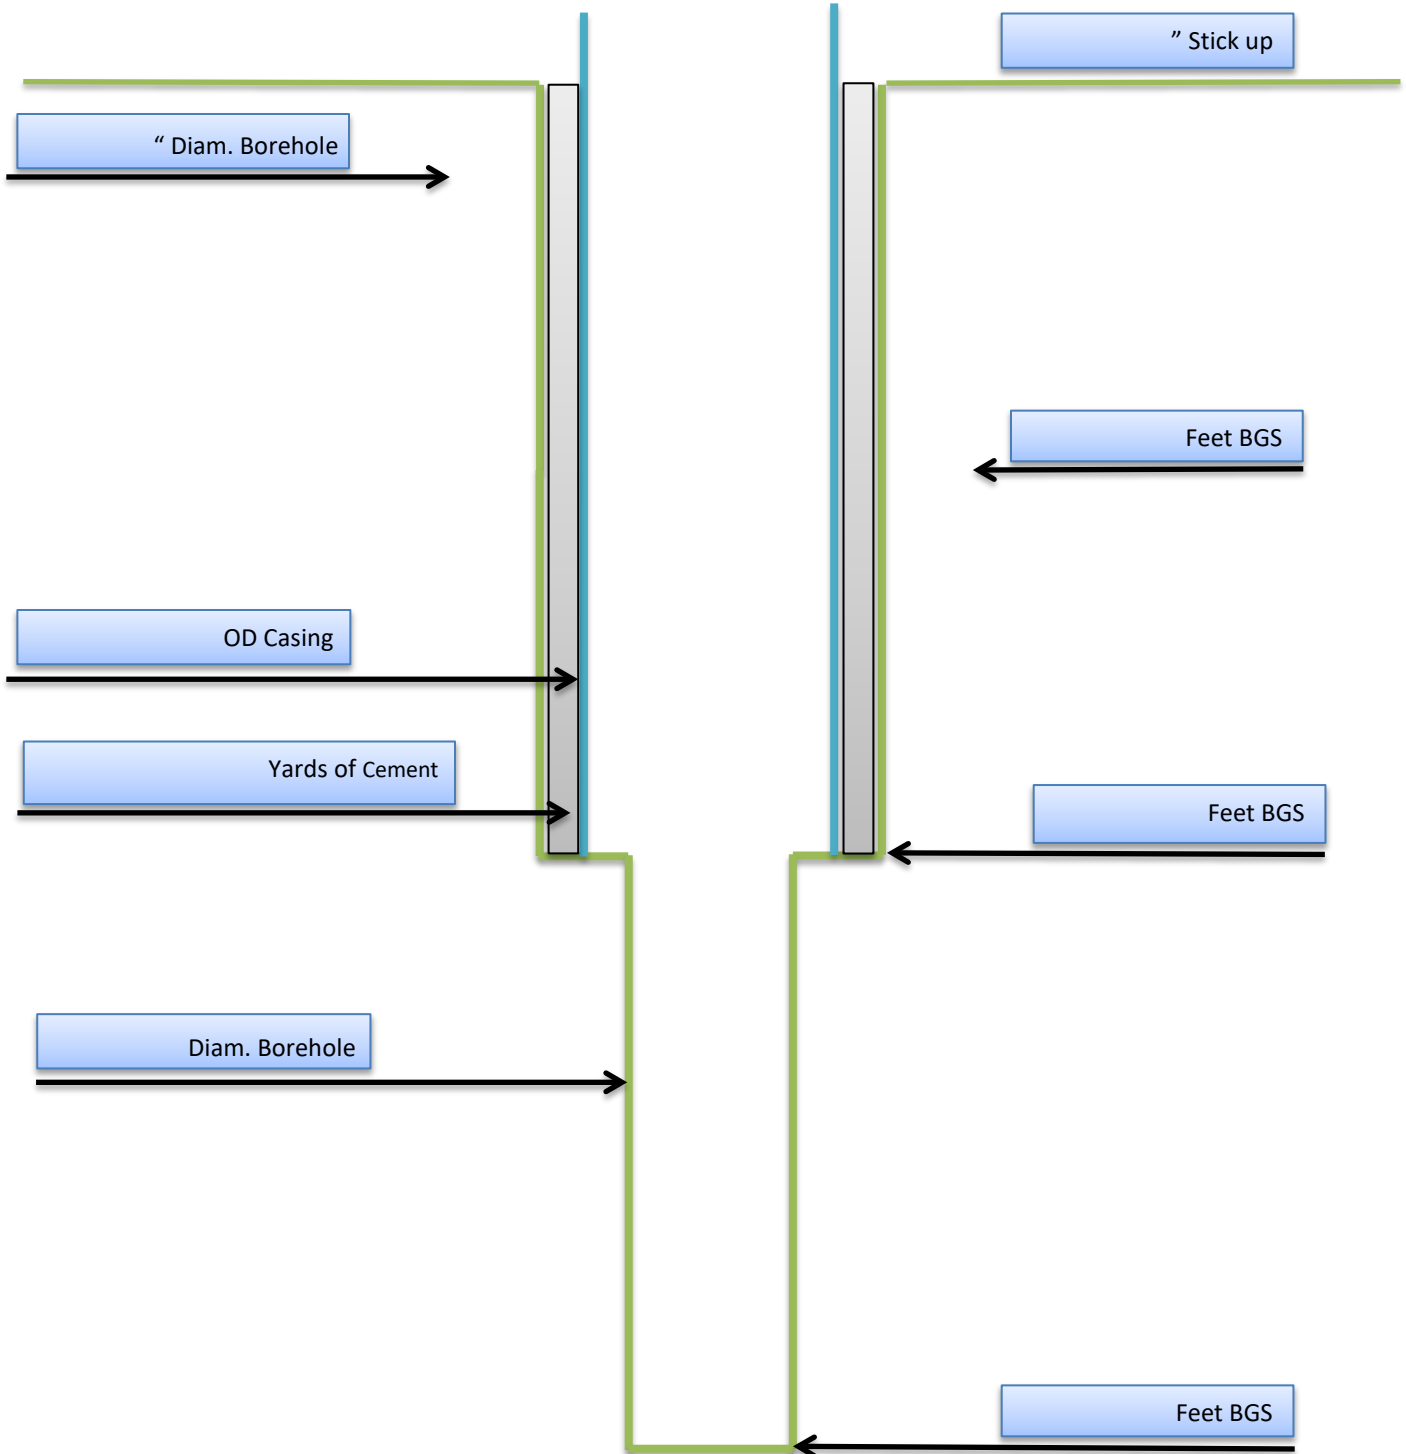 ” Stick up
“ Diam. Borehole
Feet BGS
OD Casing
Yards of Cement
Feet BGS
Diam. Borehole
Feet BGS